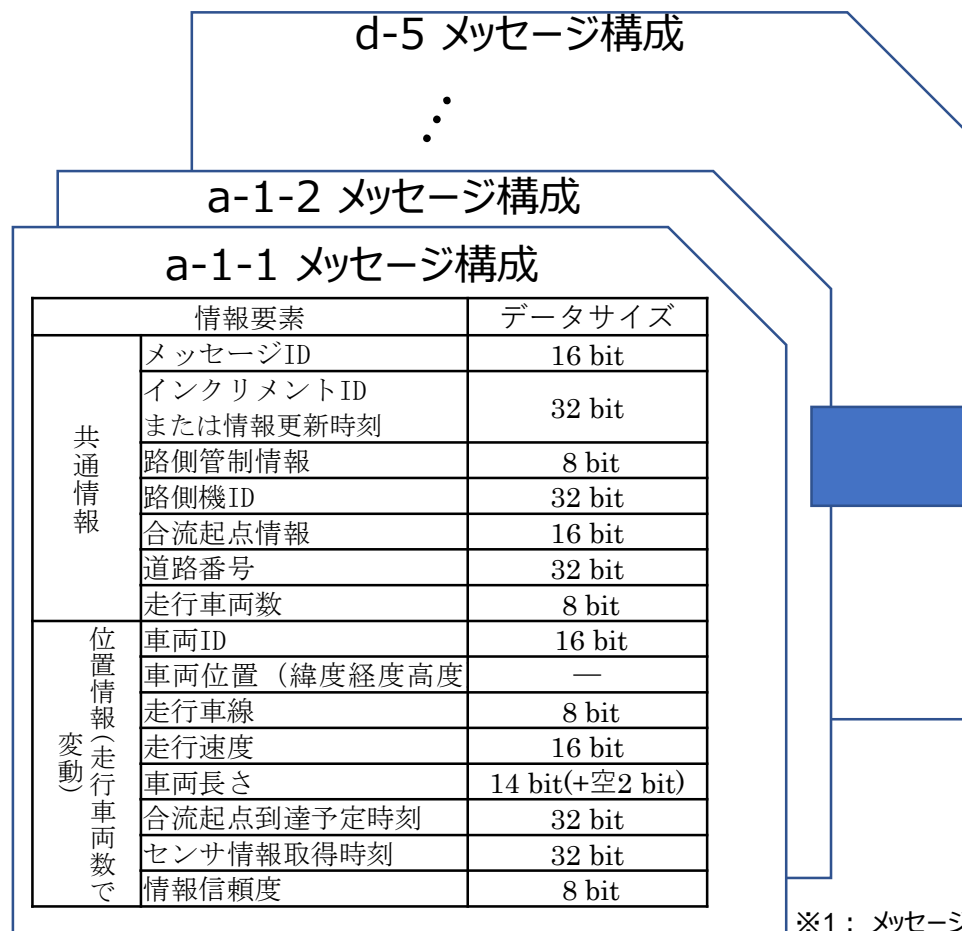 d-5 メッセージ構成
a-1-2 メッセージ構成
a-1-1 メッセージ構成
情報要素 データサイズ
共通情報
メッセージID 16 bit
インクリメントID
または情報更新時刻 32 bit
路側管制情報 8 bit
路側機ID 32 bit
合流起点情報 16 bit
道路番号 32 bit
走行車両数 8 bit
位置情報(走行車両数で
変動)
車両ID 16 bit
車両位置（緯度経度高度 ―
走行車線 8 bit
走行速度 16 bit
車両長さ 14 bit(+空2 bit)
合流起点到達予定時刻 32 bit
センサ情報取得時刻 32 bit
情報信頼度 8 bit
※1： メッセージ